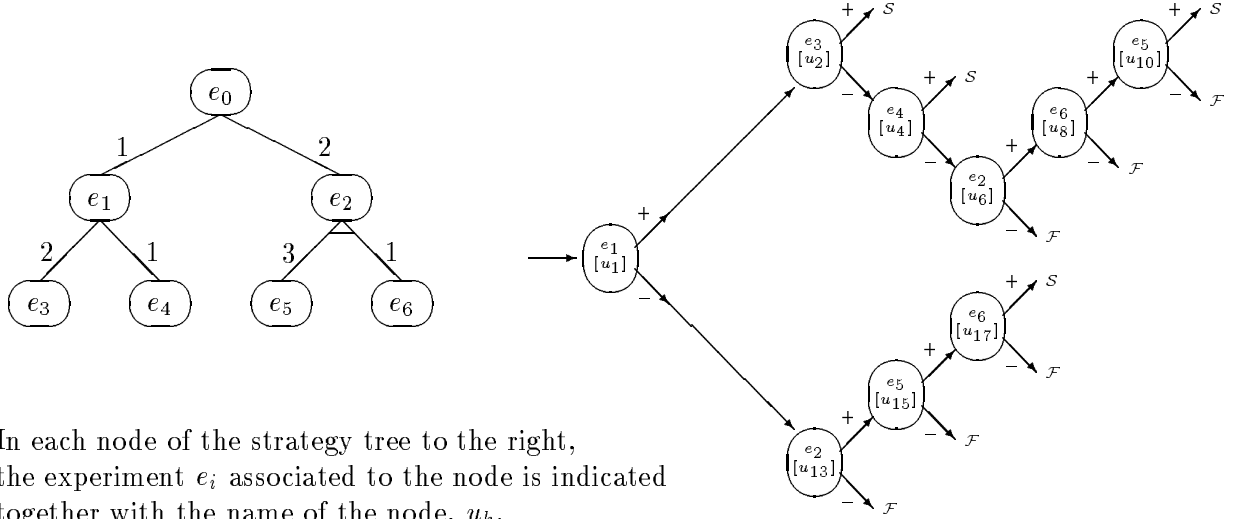 e0
1
2
e1
e2
2
1
3
1
e3
e4
e5
e6
e1
[u1]
+
−
e3
[u2]
+
S
−
e4
[u4]
+
S
−
e2
[u6]
+
−
F
e6
[u8]
+
−
F
e5
[u10]
+
S
−
F
e2
[u13]
+
−
F
e5
[u15]
+
−
F
e6
[u17]
+
S
−
F
In each node of the strategy tree to the right,
the experiment ei associated to the node is indicated
together with the name of the node, uk.